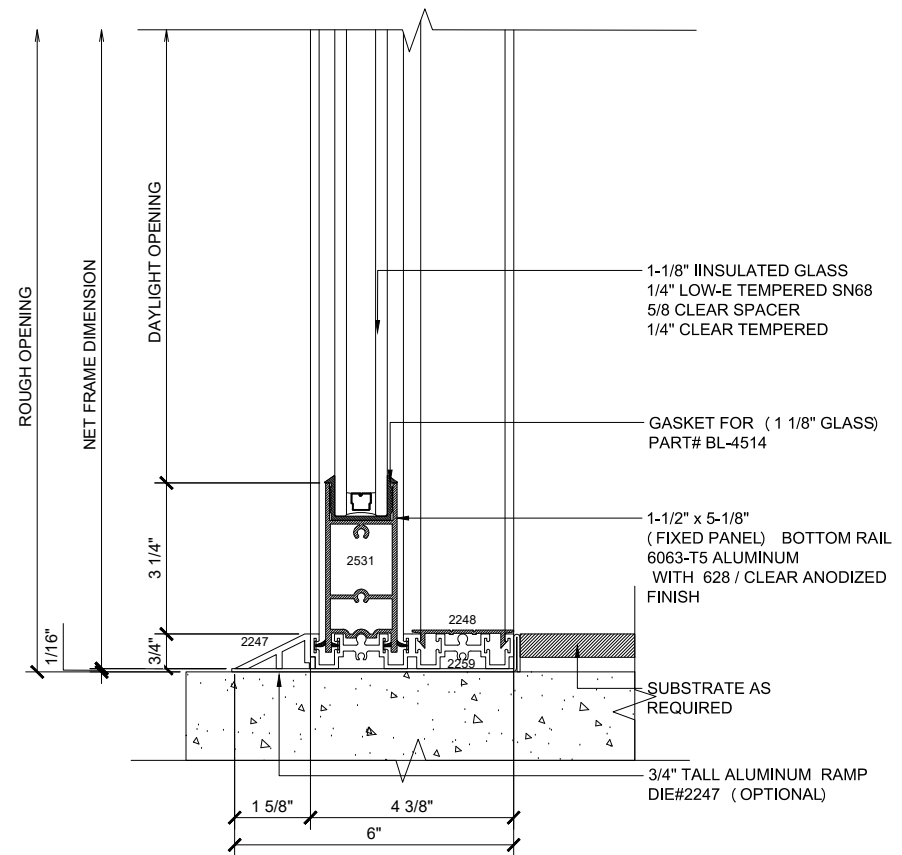 ROUGH OPENING
NET FRAME DIMENSION
DAYLIGHT OPENING
1-1/8" IINSULATED GLASS
1/4" LOW-E TEMPERED SN68
5/8 CLEAR SPACER
1/4" CLEAR TEMPERED
GASKET FOR ( 1 1/8" GLASS)
PART# BL-4514
1-1/2" x 5-1/8"
( FIXED PANEL) BOTTOM RAIL
6063-T5 ALUMINUM
WITH 628 / CLEAR ANODIZED
FINISH
3 1/4"
2531
2248
1/16"
3/4"
2247
2259
SUBSTRATE AS
REQUIRED
3/4" TALL ALUMINUM RAMP
DIE#2247 ( OPTIONAL)
1 5/8"
4 3/8"
6"